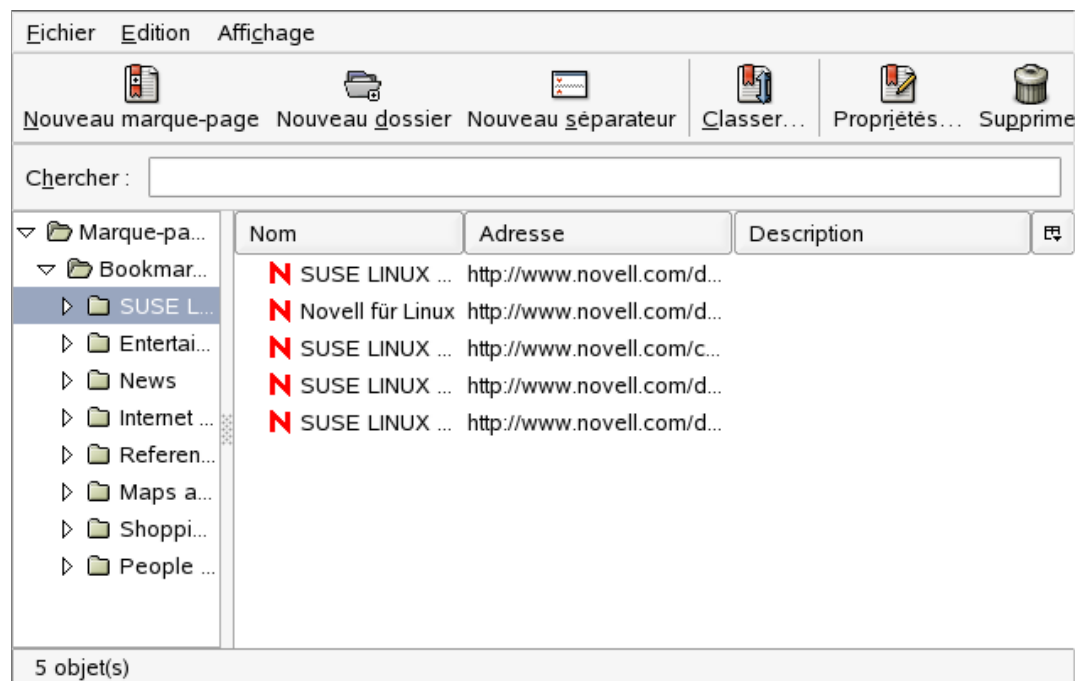 Fichier Edition Affichage
Nouveau marque-page Nouveau dossier Nouveau séparateur Classer... Propriétés... Supprime
Chercher :
Marque-pa...
Bookmar...
SUSE L...
Entertai...
News
Internet ...
Referen...
Maps a...
Shoppi...
People ...
Nom Adresse Description
SUSE LINUX ... http://www.novell.com/d...
Novell für Linux http://www.novell.com/d...
SUSE LINUX ... http://www.novell.com/c...
SUSE LINUX ... http://www.novell.com/d...
SUSE LINUX ... http://www.novell.com/d...
5 objet(s)